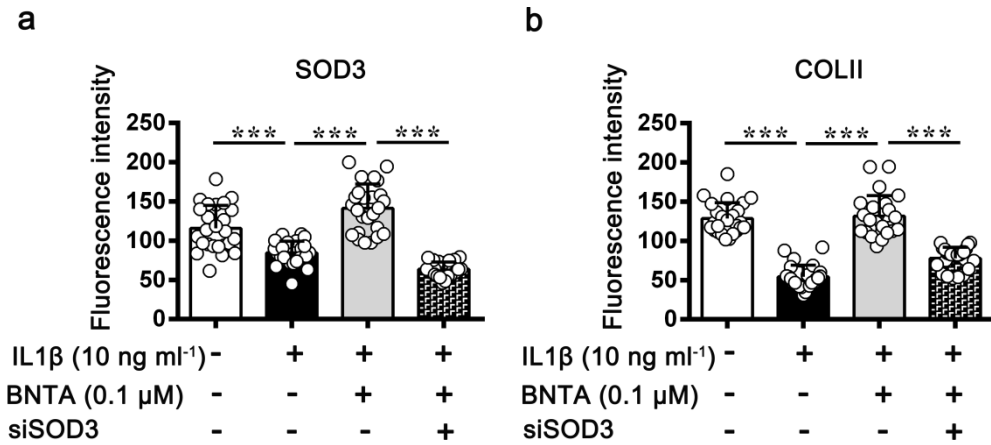 a
SOD3
Fluorescence intensity
250
200
150
100
50
0
*** *** ***
IL1β (10 ng ml⁻¹) - + + +
BNTA (0.1 μM) - - + +
siSOD3 - - - +
b
COLII
Fluorescence intensity
250
200
150
100
50
0
*** *** ***
IL1β (10 ng ml⁻¹) - + + +
BNTA (0.1 μM) - - + +
siSOD3 - - - +